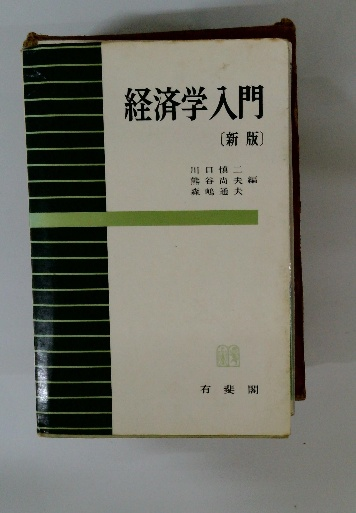 経済学入門
〔新版〕
川口慎二
熊谷尚夫編
森嶋通夫
有斐閣